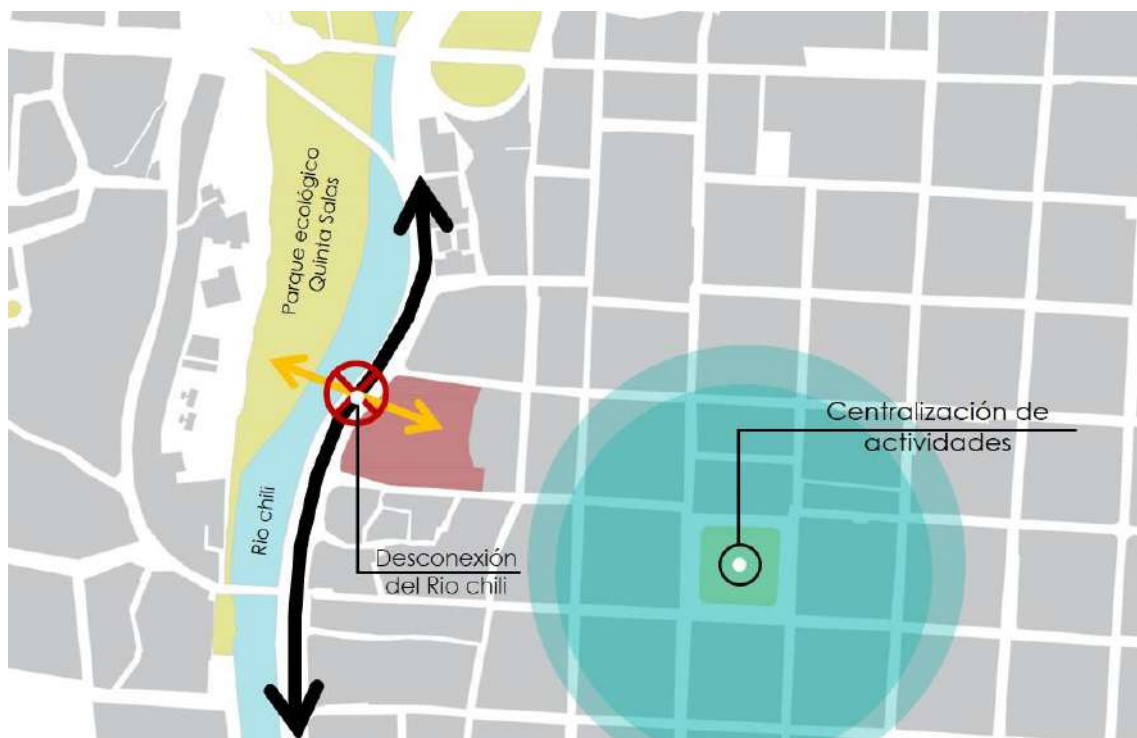 Parque ecológico
Quinta Salas
Rio chili
Desconexión
del Rio chili
Centralización de
actividades